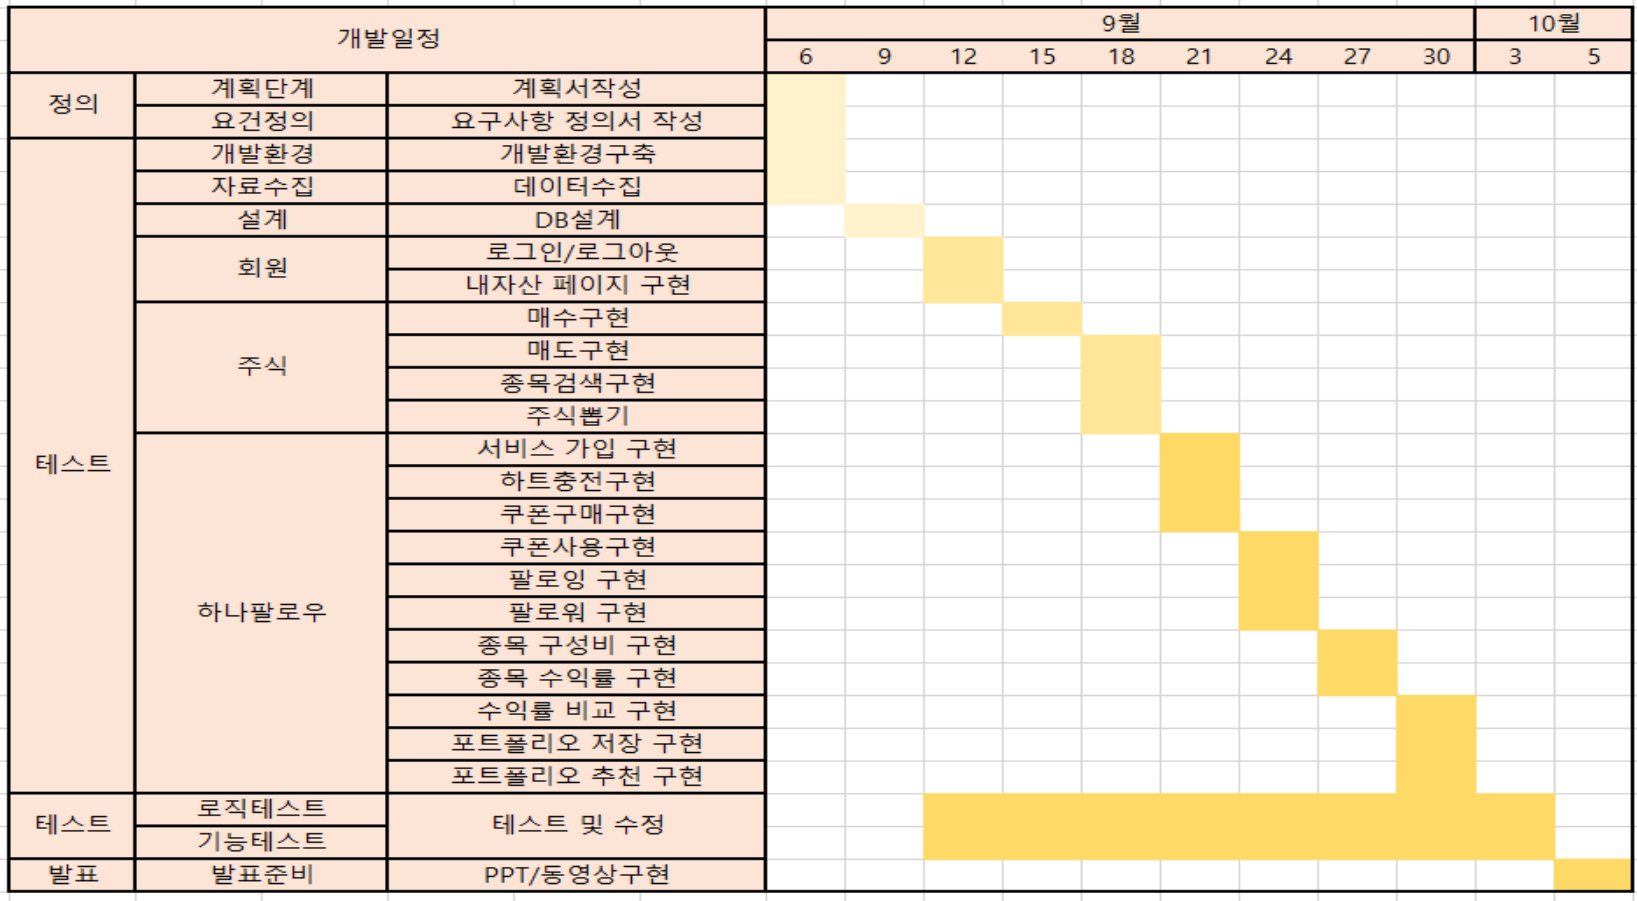 개발일정
9월
10월
6 9 12 15 18 21 24 27 30 3 5
정의
계획단계 계획서작성
요건정의 요구사항 정의서 작성
테스트
개발환경 개발환경구축
자료수집 데이터수집
설계 DB설계
회원
로그인/로그아웃
내자산 페이지 구현
주식
매수구현
매도구현
종목검색구현
주식뽑기
하나팔로우
서비스 가입 구현
하트충전구현
쿠폰구매구현
쿠폰사용구현
팔로잉 구현
팔로워 구현
종목 구성비 구현
종목 수익률 구현
수익률 비교 구현
포트폴리오 저장 구현
포트폴리오 추천 구현
테스트
로직테스트
기능테스트
테스트 및 수정
발표 발표준비 PPT/동영상구현